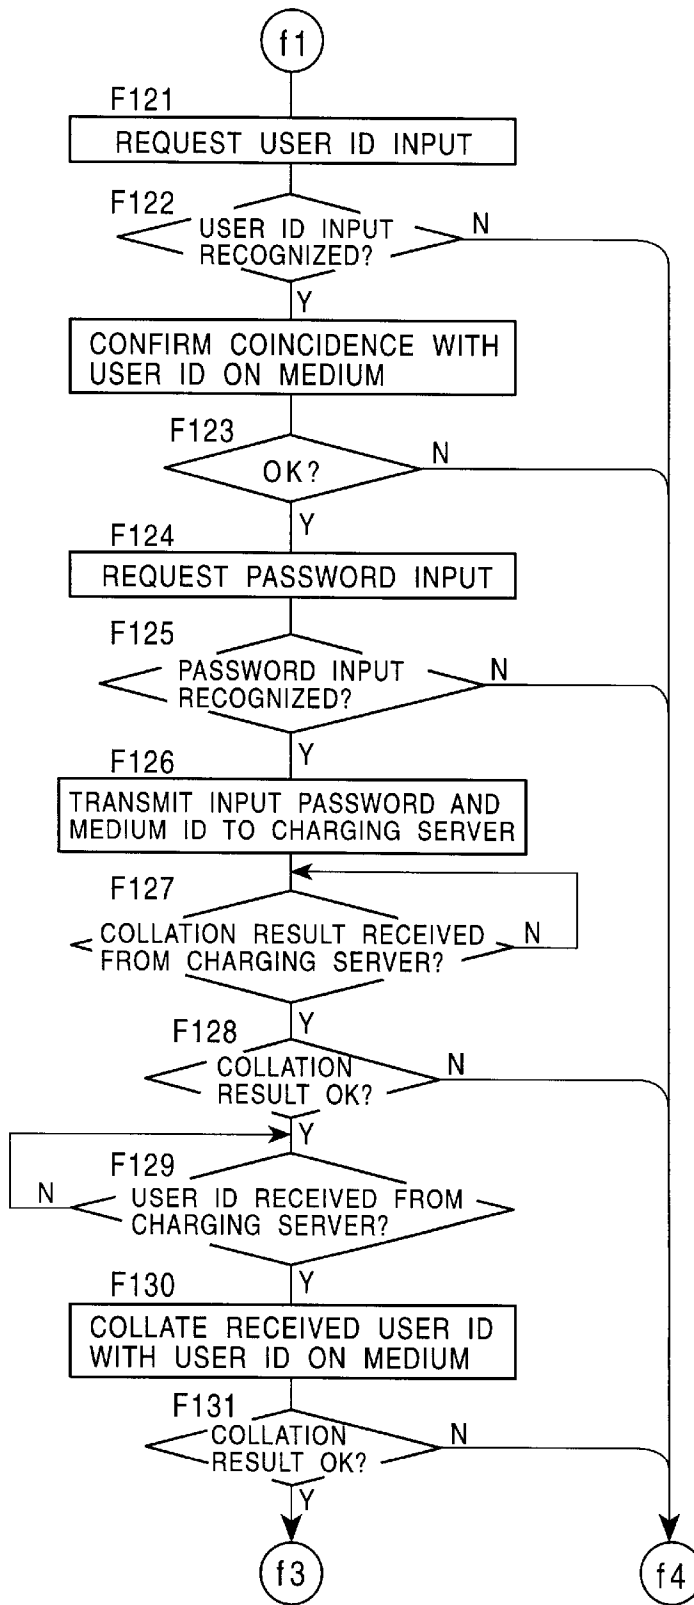 f1
F121
REQUEST USER ID INPUT
F122
USER ID INPUT
RECOGNIZED?
N
Y
CONFIRM COINCIDENCE WITH
USER ID ON MEDIUM
F123
OK?
N
Y
F124
REQUEST PASSWORD INPUT
F125
PASSWORD INPUT
RECOGNIZED?
N
Y
F126
TRANSMIT INPUT PASSWORD AND
MEDIUM ID TO CHARGING SERVER
F127
COLLATION RESULT RECEIVED
FROM CHARGING SERVER?
N
Y
F128
COLLATION
RESULT OK?
N
Y
F129
USER ID RECEIVED FROM
CHARGING SERVER?
N
Y
F130
COLLATE RECEIVED USER ID
WITH USER ID ON MEDIUM
F131
COLLATION
RESULT OK?
N
Y
f3
f4